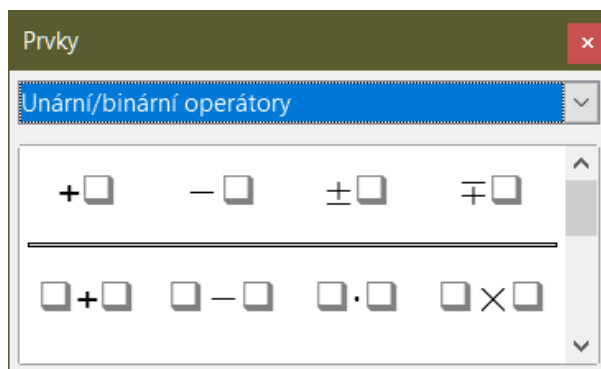 Prvky
Unární/binární operátory
+□ −□ ±□ ∓□
□+□ □−□ □·□ □×□